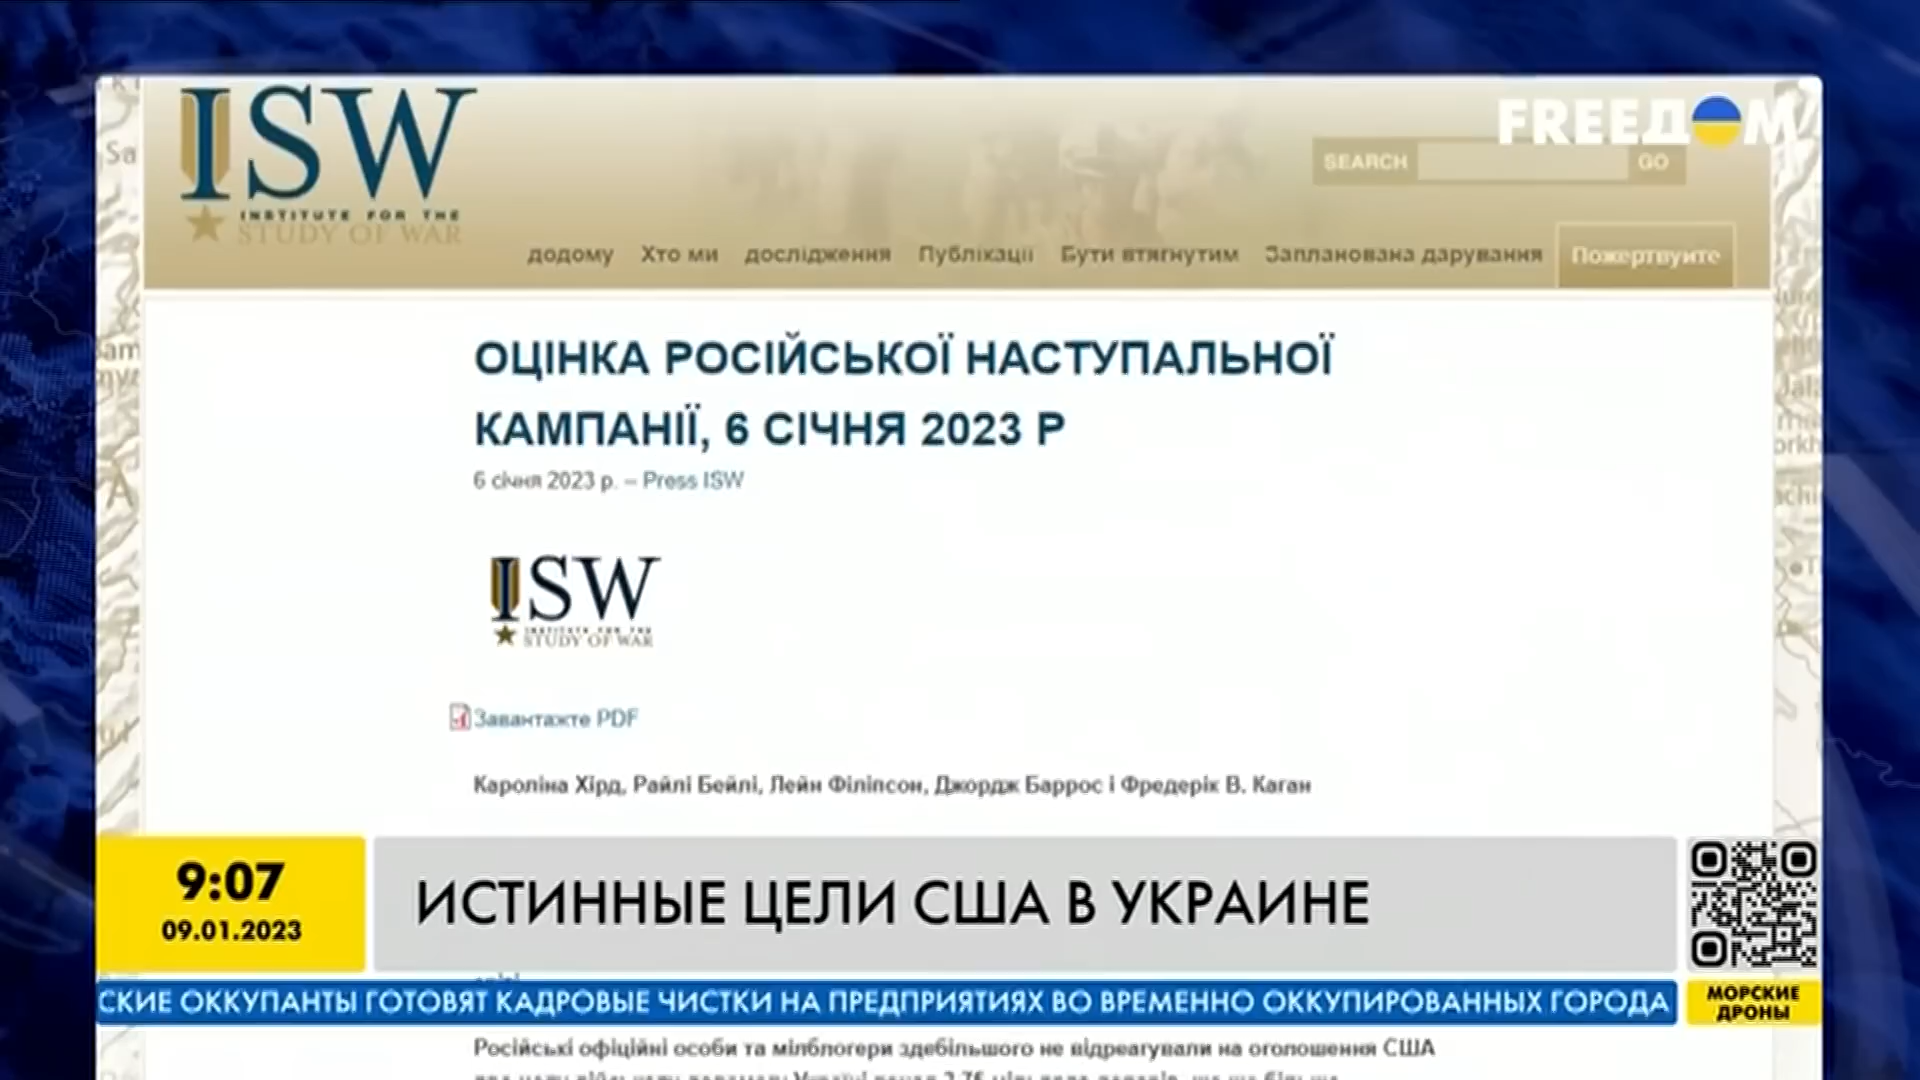 ISW
INSTITUTE FOR THE
STUDY OF WAR
FREEДOM
SEARCH GO
додому Хто ми дослідження Публікації Бути втягнутим Запланована дарування Пожертвуйте
ОЦІНКА РОСІЙСЬКОЇ НАСТУПАЛЬНОЇ
КАМПАНІЇ, 6 СІЧНЯ 2023 Р
6 січня 2023 р. – Press ISW
ISW
INSTITUTE FOR THE
STUDY OF WAR
Завантажте PDF
Кароліна Хірд, Райлі Бейлі, Лейн Філіпсон, Джордж Баррос і Фредерік В. Каган
9:07
09.01.2023
ИСТИННЫЕ ЦЕЛИ США В УКРАИНЕ
СКИЕ ОККУПАНТЫ ГОТОВЯТ КАДРОВЫЕ ЧИСТКИ НА ПРЕДПРИЯТИЯХ ВО ВРЕМЕННО ОККУПИРОВАННЫХ ГОРОДА
МОРСКИЕ
ДРОНЫ
Російські офіційні особи та мілблогери здебільшого не відреагували на оголошення США